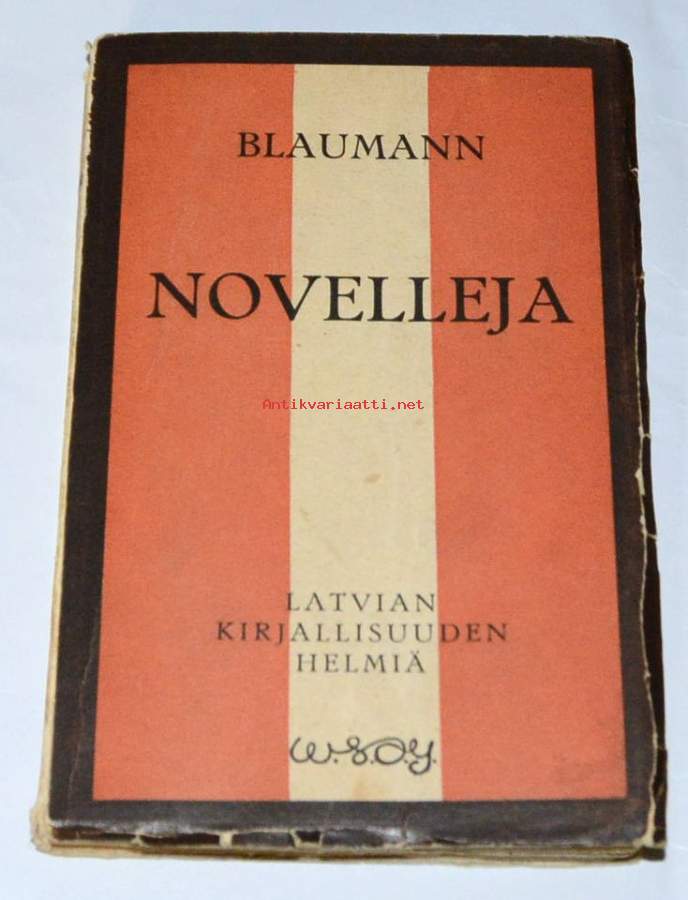 BLAUMANN
NOVELLEJA
Antikvariaatti.net
LATVIAN
KIRJALLISUUDEN
HELMIÄ
W.S.O.Y.